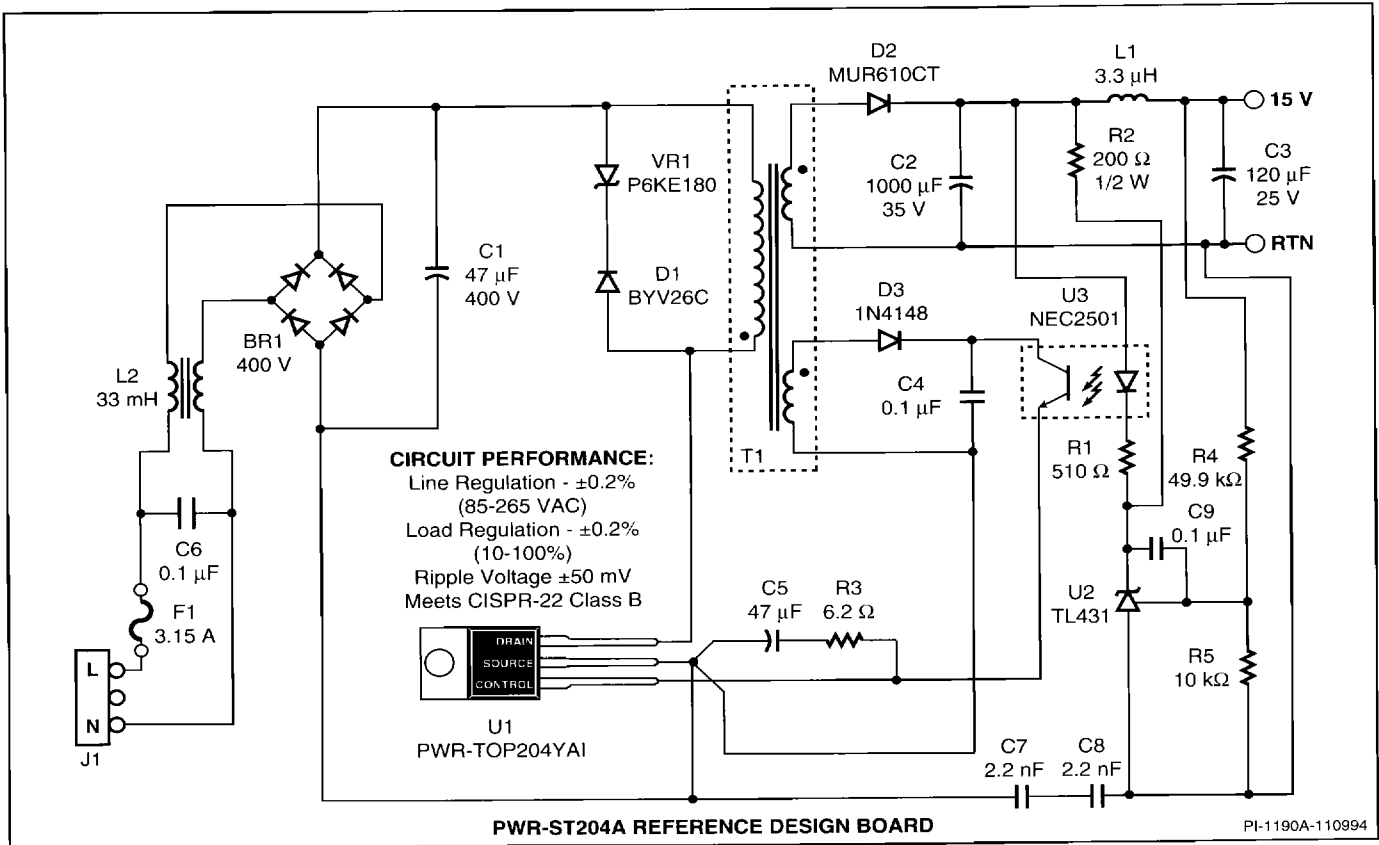 D2
MUR610CT
L1
3.3 µH
15 V
VR1
P6KE180
C2
1000 µF
35 V
R2
200 Ω
1/2 W
C3
120 µF
25 V
RTN
C1
47 µF
400 V
D1
BYV26C
D3
1N4148
U3
NEC2501
BR1
400 V
L2
33 mH
C4
0.1 µF
T1
R1
510 Ω
R4
49.9 kΩ
CIRCUIT PERFORMANCE:
Line Regulation - ±0.2%
(85-265 VAC)
Load Regulation - ±0.2%
(10-100%)
Ripple Voltage ±50 mV
Meets CISPR-22 Class B
C9
0.1 µF
C6
0.1 µF
F1
3.15 A
C5
47 µF
R3
6.2 Ω
U2
TL431
DRAIN
SOURCE
CONTROL
R5
10 kΩ
L
N
J1
U1
PWR-TOP204YAI
C7
2.2 nF
C8
2.2 nF
PWR-ST204A REFERENCE DESIGN BOARD
PI-1190A-110994